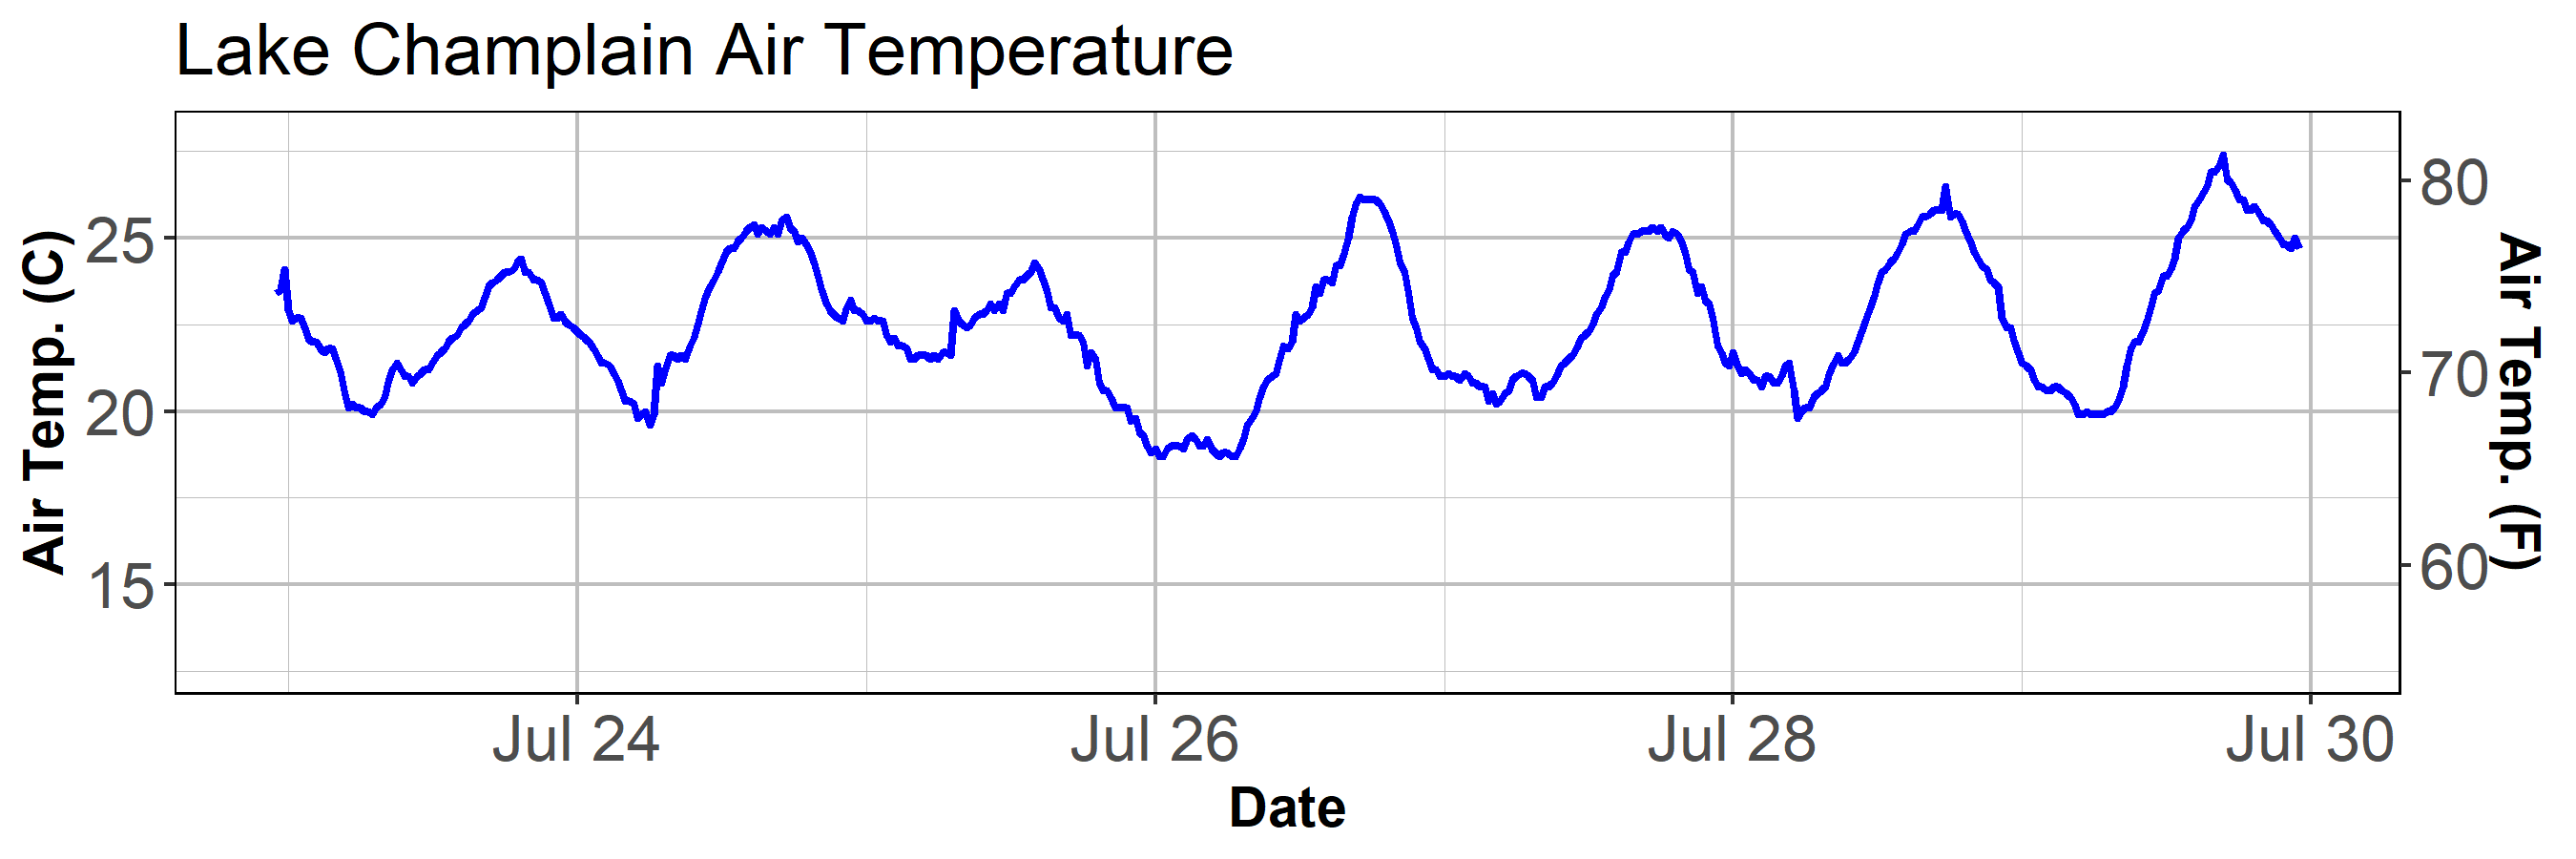 Lake Champlain Air Temperature
Air Temp. (C)
25
20
15
80
70
60
Air Temp. (F)
Jul 24
Jul 26
Jul 28
Jul 30
Date